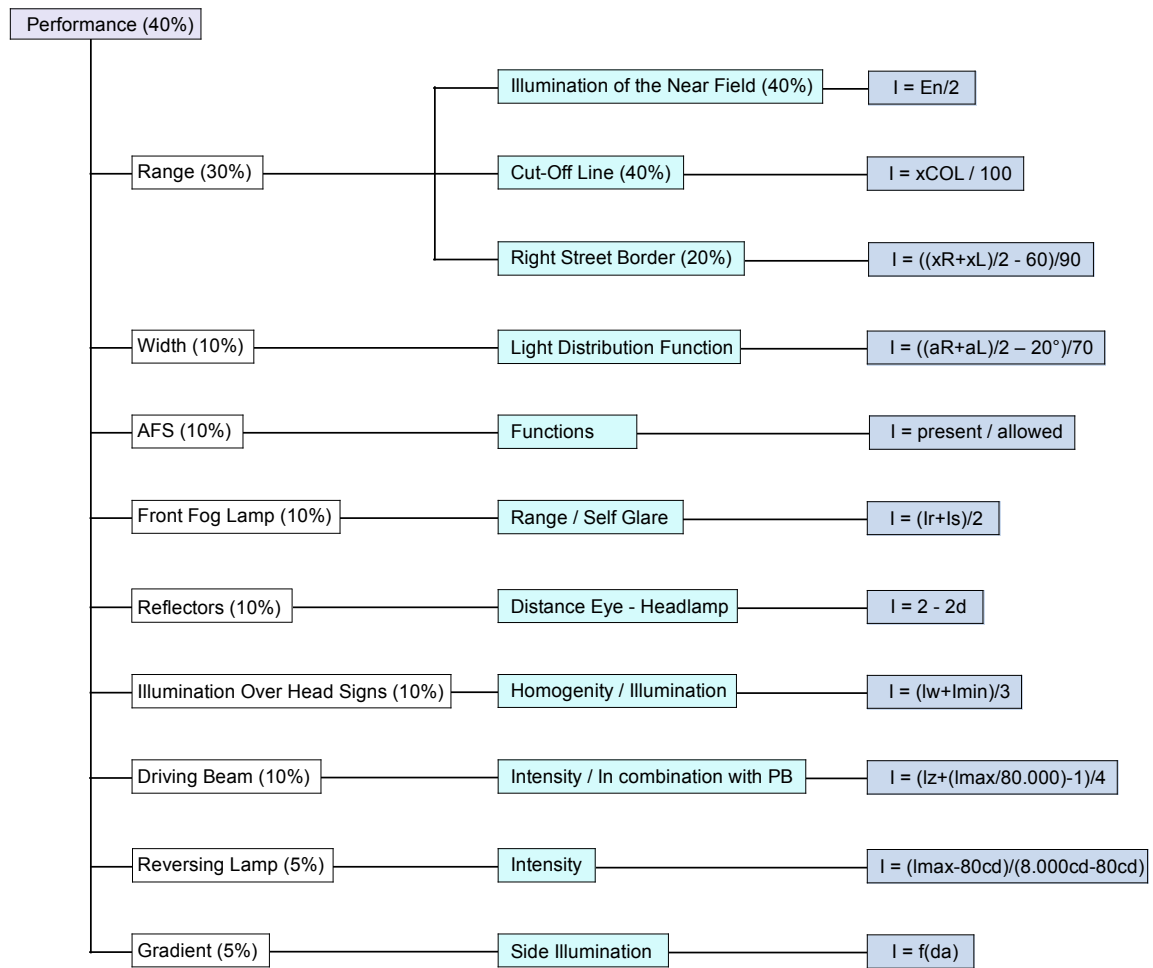 Performance (40%)
Illumination of the Near Field (40%)
I = En/2
Range (30%)
Cut-Off Line (40%)
I = xCOL / 100
Right Street Border (20%)
I = ((xR+xL)/2 - 60)/90
Width (10%)
Light Distribution Function
I = ((aR+aL)/2 – 20°)/70
AFS (10%)
Functions
I = present / allowed
Front Fog Lamp (10%)
Range / Self Glare
I = (Ir+Is)/2
Reflectors (10%)
Distance Eye - Headlamp
I = 2 - 2d
Illumination Over Head Signs (10%)
Homogenity / Illumination
I = (Iw+Imin)/3
Driving Beam (10%)
Intensity / In combination with PB
I = (Iz+(Imax/80.000)-1)/4
Reversing Lamp (5%)
Intensity
I = (Imax-80cd)/(8.000cd-80cd)
Gradient (5%)
Side Illumination
I = f(da)